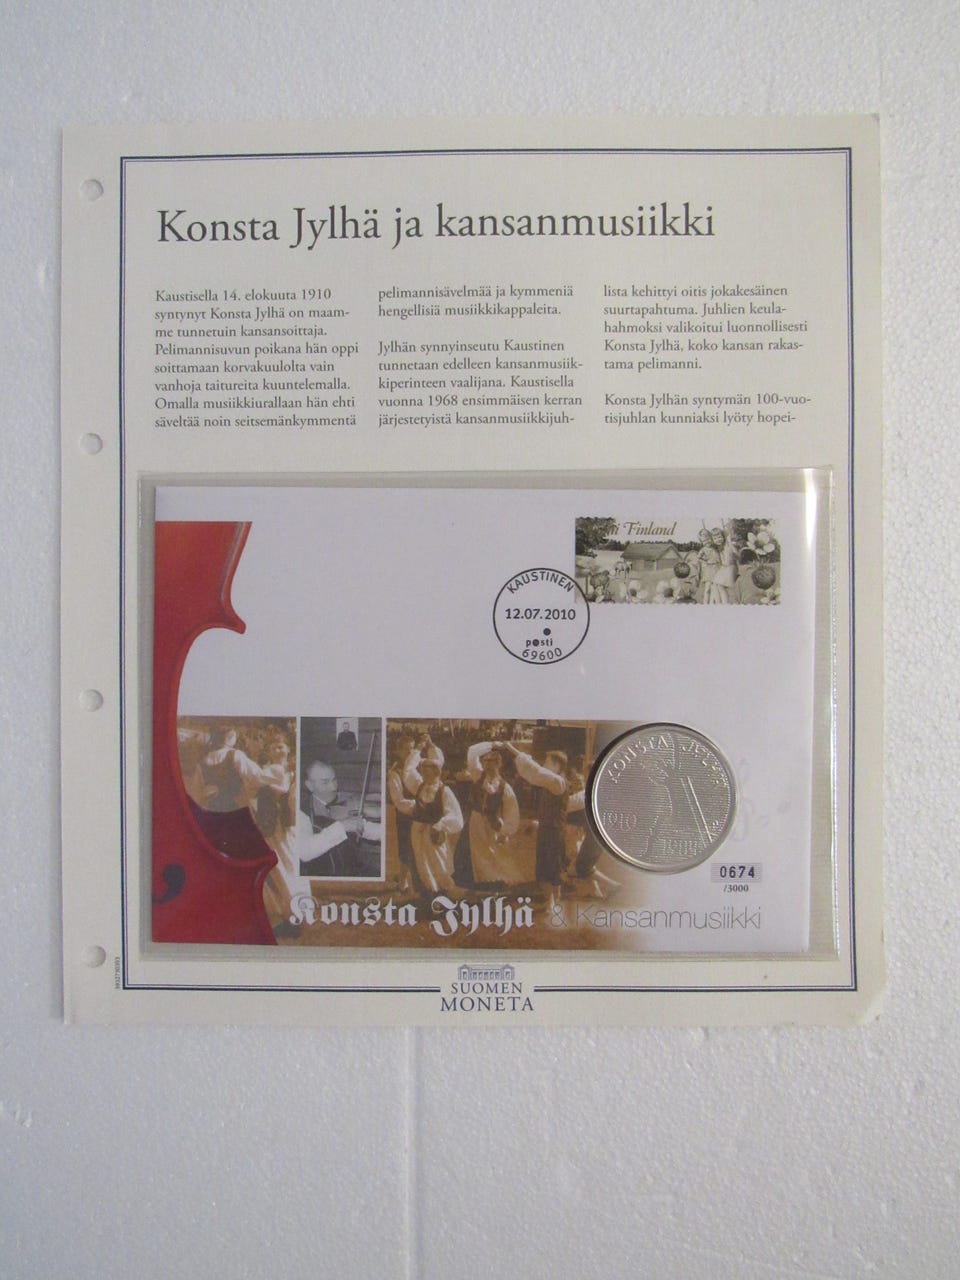 Konsta Jylhä ja kansanmusiikki
Kaustisella 14. elokuuta 1910
syntynyt Konsta Jylhä on maam-
me tunnetuin kansansoittaja.
Pelimannisuvun poikana hän oppi
soittamaan korvakuulolta vain
vanhoja taitureita kuuntelemalla.
Omalla musiikkiurallaan hän ehti
säveltää noin seitsemänkymmentä
pelimannisävelmää ja kymmeniä
hengellisiä musiikkikappaleita.
Jylhän synnyinseutu Kaustinen
tunnetaan edelleen kansanmusiik-
kiperinteen vaalijana. Kaustisella
vuonna 1968 ensimmäisen kerran
järjestetyistä kansanmusiikkijuh-
lista kehittyi oitis jokakesäinen
suurtapahtuma. Juhlien keula-
hahmoksi valikoitui luonnollisesti
Konsta Jylhä, koko kansan rakas-
tama pelimanni.
Konsta Jylhän syntymän 100-vuo-
tisjuhlan kunniaksi lyöty hopei-
Finland
KAUSTINEN
12.07.2010
posti
69600
KONSTA JYLHÄ
1910
1984
0674
/3000
Konsta Jylhä & Kansanmusiikki
SUOMEN
MONETA